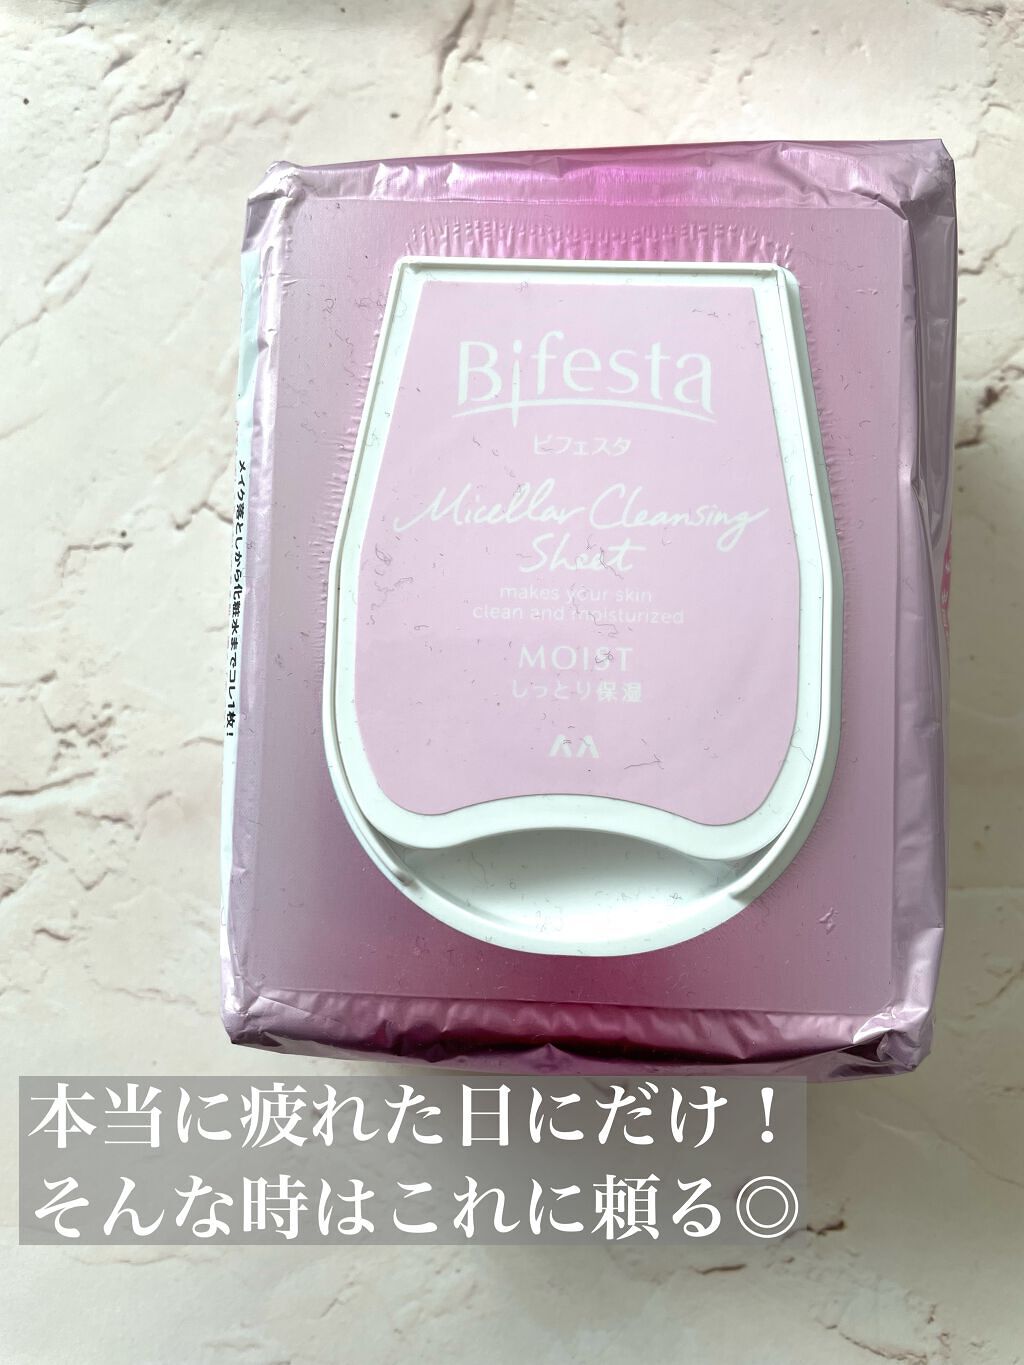 Bifesta
ビフェスタ
Micellar Cleansing
Sheet
makes your skin
clean and moisturized
MOIST
しっとり保湿
メイク落としから化粧水までコレ1枚!
本当に疲れた日にだけ！
そんな時はこれに頼る◎